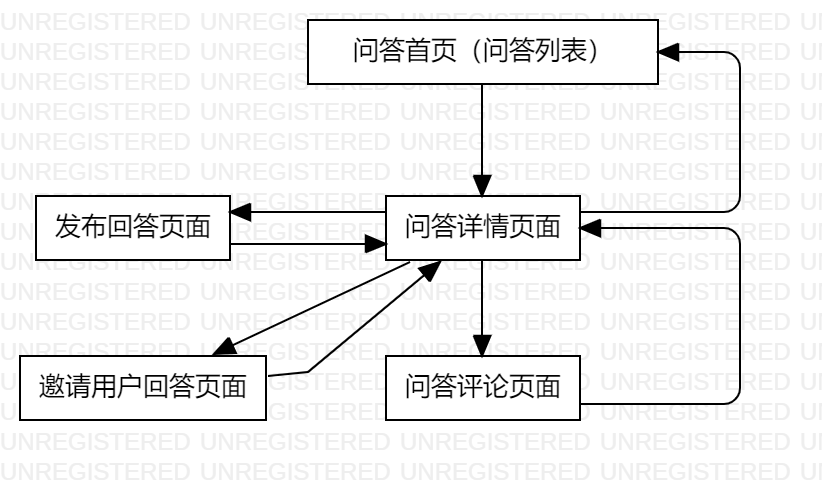 问答首页（问答列表）
发布回答页面
问答详情页面
邀请用户回答页面
问答评论页面
UNREGISTERED UNREGISTERED UNREGISTERED UNREGISTERED UI